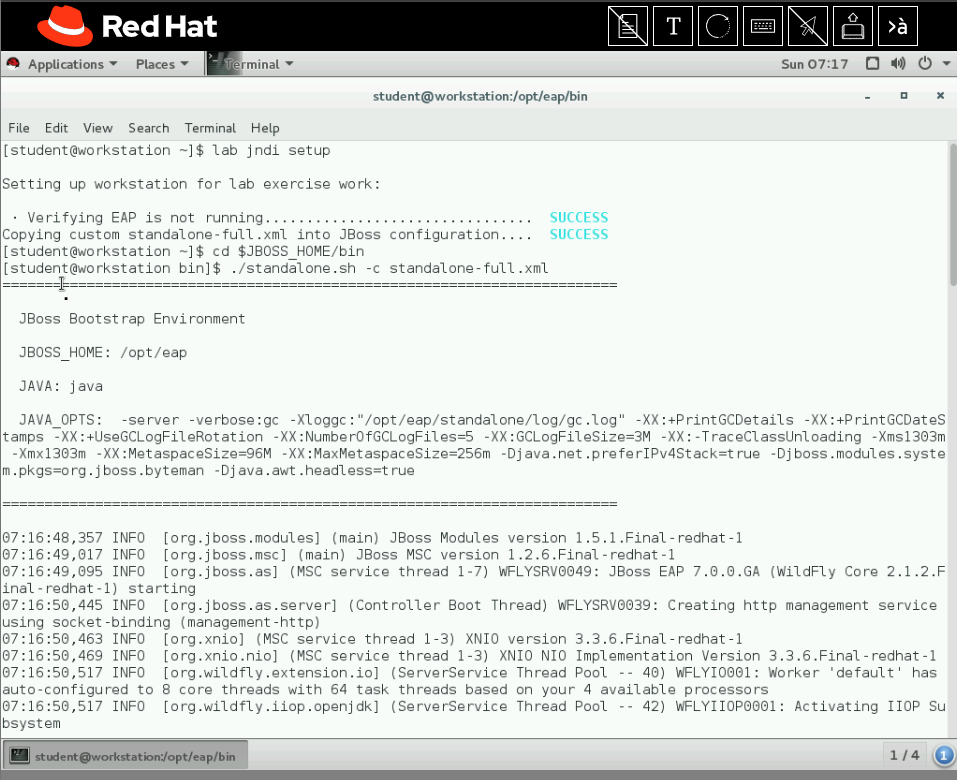 Red Hat
T
>à
Applications Places Terminal Sun 07:17
student@workstation:/opt/eap/bin
File Edit View Search Terminal Help
[student@workstation ~]$ lab jndi setup
Setting up workstation for lab exercise work:
· Verifying EAP is not running................................ SUCCESS
Copying custom standalone-full.xml into JBoss configuration.... SUCCESS
[student@workstation ~]$ cd $JBOSS_HOME/bin
[student@workstation bin]$ ./standalone.sh -c standalone-full.xml
=========================================================================
JBoss Bootstrap Environment
JBOSS_HOME: /opt/eap
JAVA: java
JAVA_OPTS:  -server -verbose:gc -Xloggc:"/opt/eap/standalone/log/gc.log" -XX:+PrintGCDetails -XX:+PrintGCDateS
tamps -XX:+UseGCLogFileRotation -XX:NumberOfGCLogFiles=5 -XX:GCLogFileSize=3M -XX:-TraceClassUnloading -Xms1303m
-Xmx1303m -XX:MetaspaceSize=96M -XX:MaxMetaspaceSize=256m -Djava.net.preferIPv4Stack=true -Djboss.modules.syste
m.pkgs=org.jboss.byteman -Djava.awt.headless=true
=========================================================================
07:16:48,357 INFO  [org.jboss.modules] (main) JBoss Modules version 1.5.1.Final-redhat-1
07:16:49,017 INFO  [org.jboss.msc] (main) JBoss MSC version 1.2.6.Final-redhat-1
07:16:49,095 INFO  [org.jboss.as] (MSC service thread 1-7) WFLYSRV0049: JBoss EAP 7.0.0.GA (WildFly Core 2.1.2.F
inal-redhat-1) starting
07:16:50,445 INFO  [org.jboss.as.server] (Controller Boot Thread) WFLYSRV0039: Creating http management service
using socket-binding (management-http)
07:16:50,463 INFO  [org.xnio] (MSC service thread 1-3) XNIO version 3.3.6.Final-redhat-1
07:16:50,469 INFO  [org.xnio.nio] (MSC service thread 1-3) XNIO NIO Implementation Version 3.3.6.Final-redhat-1
07:16:50,517 INFO  [org.wildfly.extension.io] (ServerService Thread Pool -- 40) WFLYIO001: Worker 'default' has
auto-configured to 8 core threads with 64 task threads based on your 4 available processors
07:16:50,517 INFO  [org.wildfly.iiop.openjdk] (ServerService Thread Pool -- 42) WFLYIIOP0001: Activating IIOP Su
bsystem
student@workstation:/opt/eap/bin 1 / 4 1